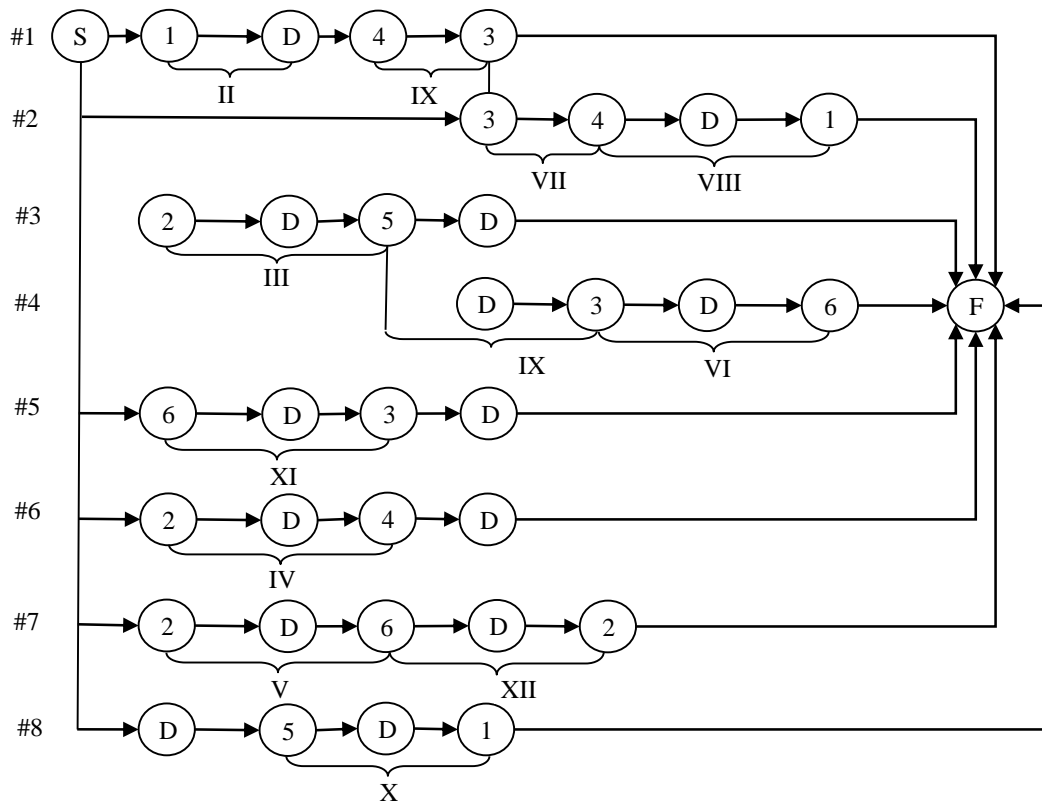 #1 S 1 D 4 3
II IX
#2 3 4 D 1
VII VIII
#3 2 D 5 D
III
#4 D 3 D 6 F
IX VI
#5 6 D 3 D
XI
#6 2 D 4 D
IV
#7 2 D 6 D 2
V XII
#8 D 5 D 1
X